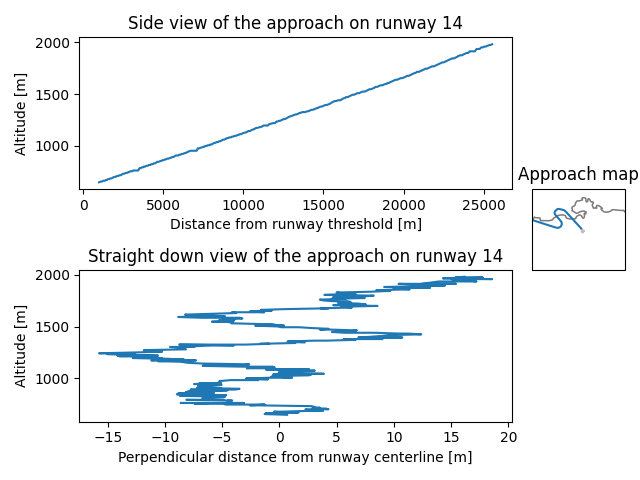 Side view of the approach on runway 14
2000
1500
1000
Altitude [m]
0 5000 10000 15000 20000 25000
Distance from runway threshold [m]
Approach map
Straight down view of the approach on runway 14
2000
1500
1000
Altitude [m]
−15 −10 −5 0 5 10 15 20
Perpendicular distance from runway centerline [m]